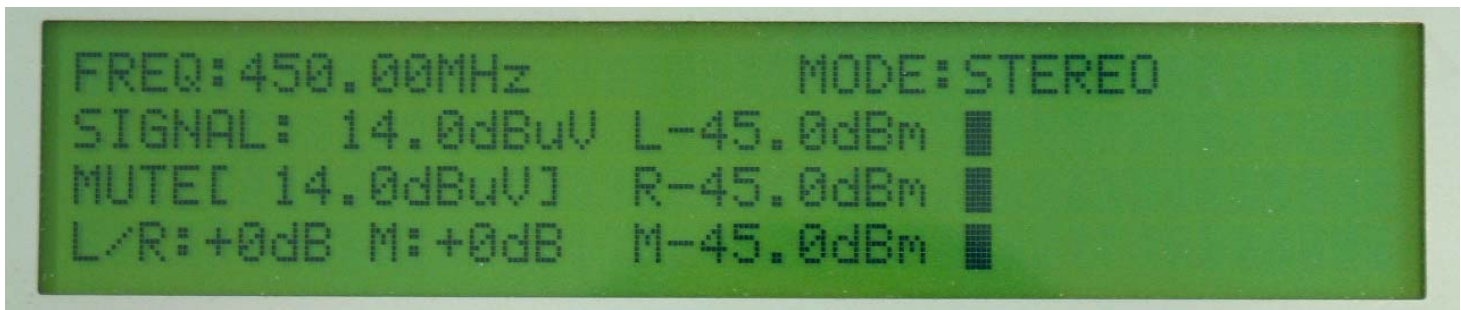 FREQ:450.00MHz MODE:STEREO
SIGNAL: 14.0dBuV L-45.0dBm
MUTE[ 14.0dBuV] R-45.0dBm
L/R:+0dB M:+0dB M-45.0dBm